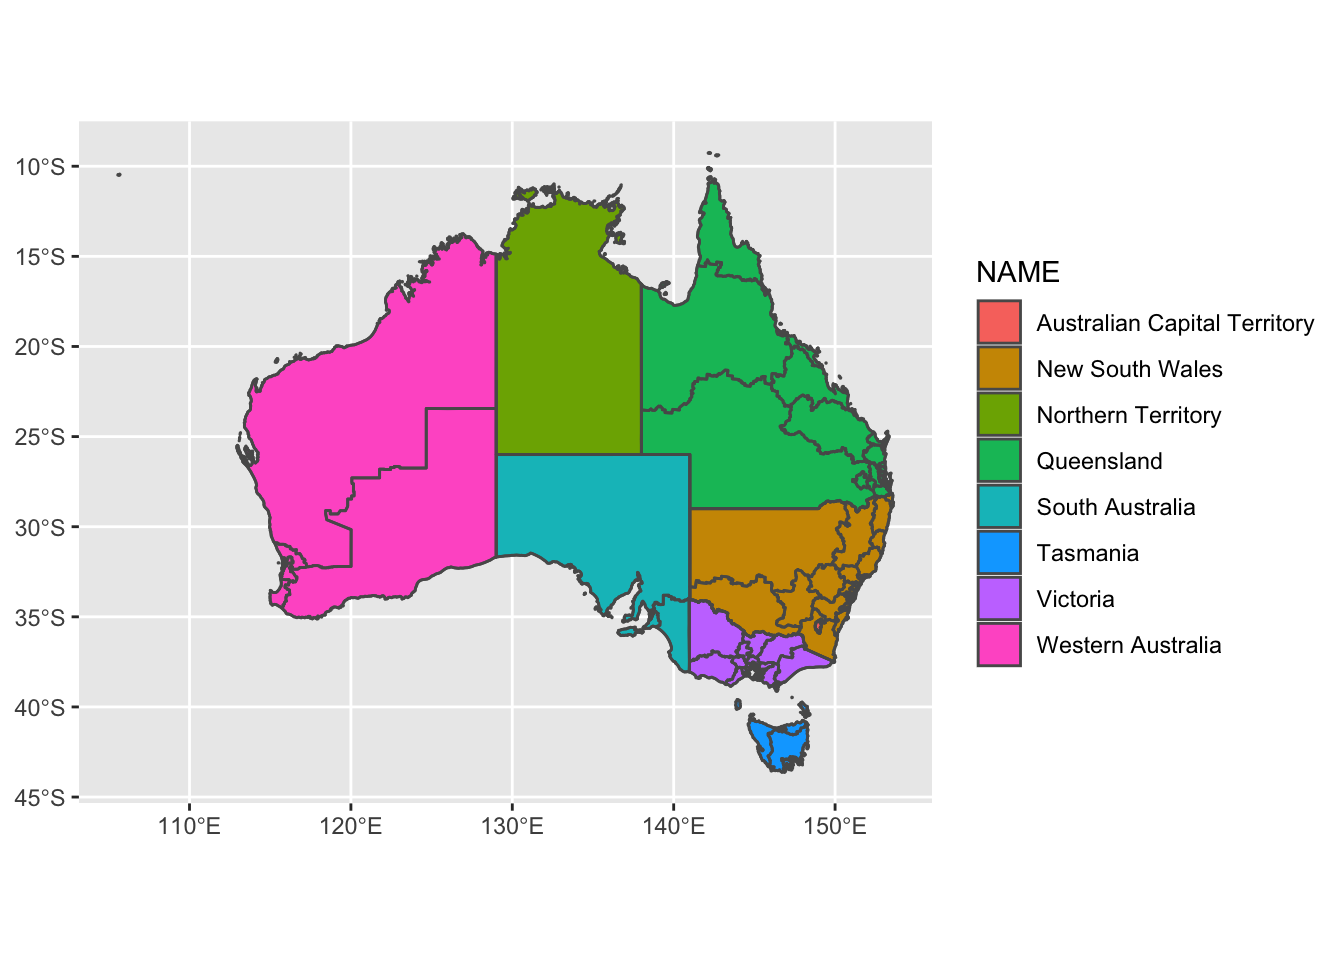 10°S
15°S
20°S
25°S
30°S
35°S
40°S
45°S
110°E
120°E
130°E
140°E
150°E
NAME
Australian Capital Territory
New South Wales
Northern Territory
Queensland
South Australia
Tasmania
Victoria
Western Australia